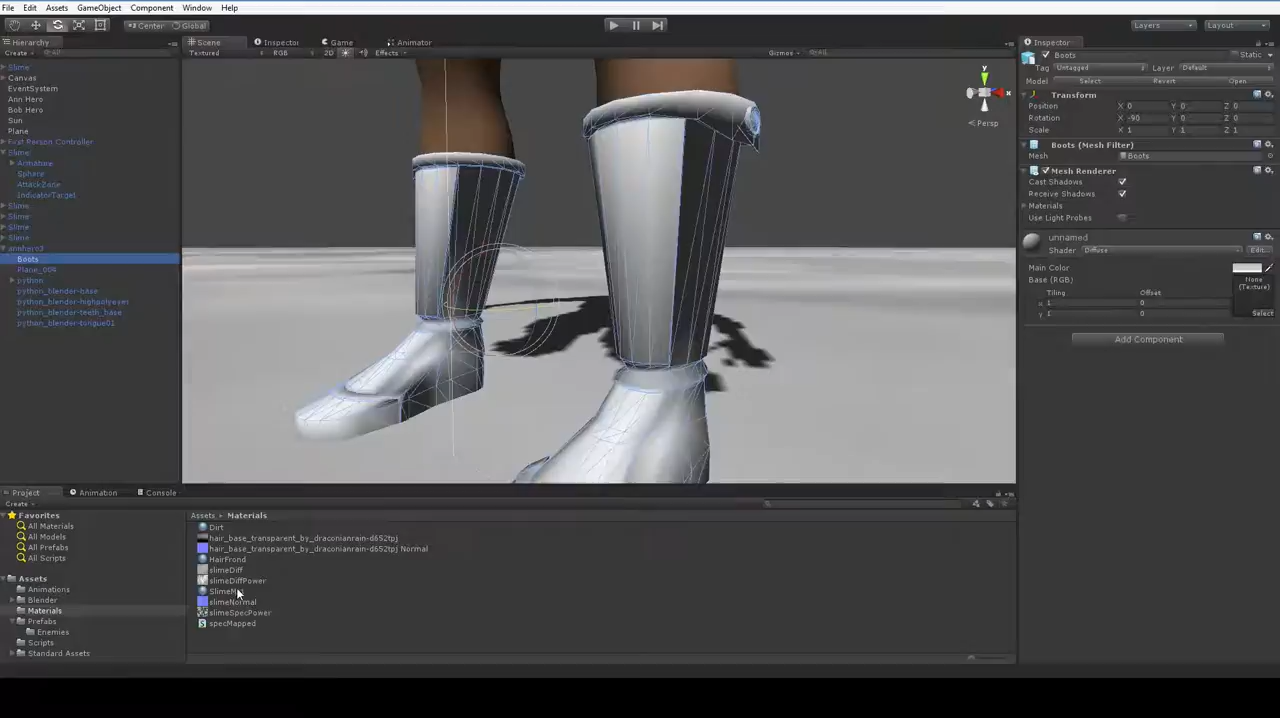 File Edit Assets GameObject Component Window Help
Center Global Layers Layout
Hierarchy Scene Inspector Game Animator Inspector
Create Textured RGB 2D Effects Gizmos
Slime
Canvas
EventSystem
Ann Hero
Bob Hero
Sun
Plane
First Person Controller
Slime
Armature
Sphere
AttackZone
IndicatorTarget
Slime
Slime
Slime
Slime
annhero3
Boots
Plane_004
python
python_blender-base
python_blender-highpolyeyes
python_blender-teeth_base
python_blender-tongue01
y
x
Persp
Boots Static
Tag Untagged Layer Default
Model Select Revert Open
Transform
Position X 0 Y 0 Z 0
Rotation X -90 Y 0 Z 0
Scale X 1 Y 1 Z 1
Boots (Mesh Filter)
Mesh Boots
Mesh Renderer
Cast Shadows
Receive Shadows
Materials
Use Light Probes
unnamed
Shader Diffuse Edit...
Main Color
Base (RGB) None
(Texture)
Tiling Offset
x 1 0
y 1 0 Select
Add Component
Project Animation Console
Create
Favorites
All Materials
All Models
All Prefabs
All Scripts
Assets
Animations
Blender
Materials
Prefabs
Enemies
Scripts
Standard Assets
Assets Materials
Dirt
hair_base_transparent_by_draconianrain-d652tpj
hair_base_transparent_by_draconianrain-d652tpj Normal
HairFrond
slimeDiff
slimeDiffPower
slimeNormal
slimeSpecPower
specMapped